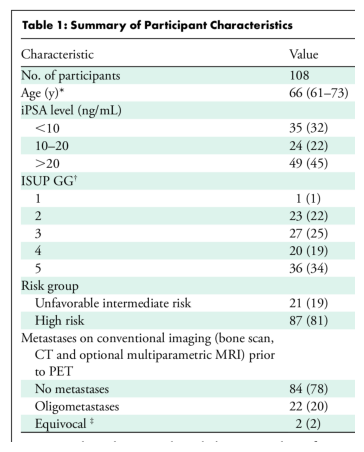 Table 1: Summary of Participant Characteristics
Characteristic Value
No. of participants 108
Age (y)* 66 (61–73)
iPSA level (ng/mL)
<10 35 (32)
10–20 24 (22)
>20 49 (45)
ISUP GG†
1 1 (1)
2 23 (22)
3 27 (25)
4 20 (19)
5 36 (34)
Risk group
Unfavorable intermediate risk 21 (19)
High risk 87 (81)
Metastases on conventional imaging (bone scan,
CT and optional multiparametric MRI) prior
to PET
No metastases 84 (78)
Oligometastases 22 (20)
Equivocal ‡ 2 (2)